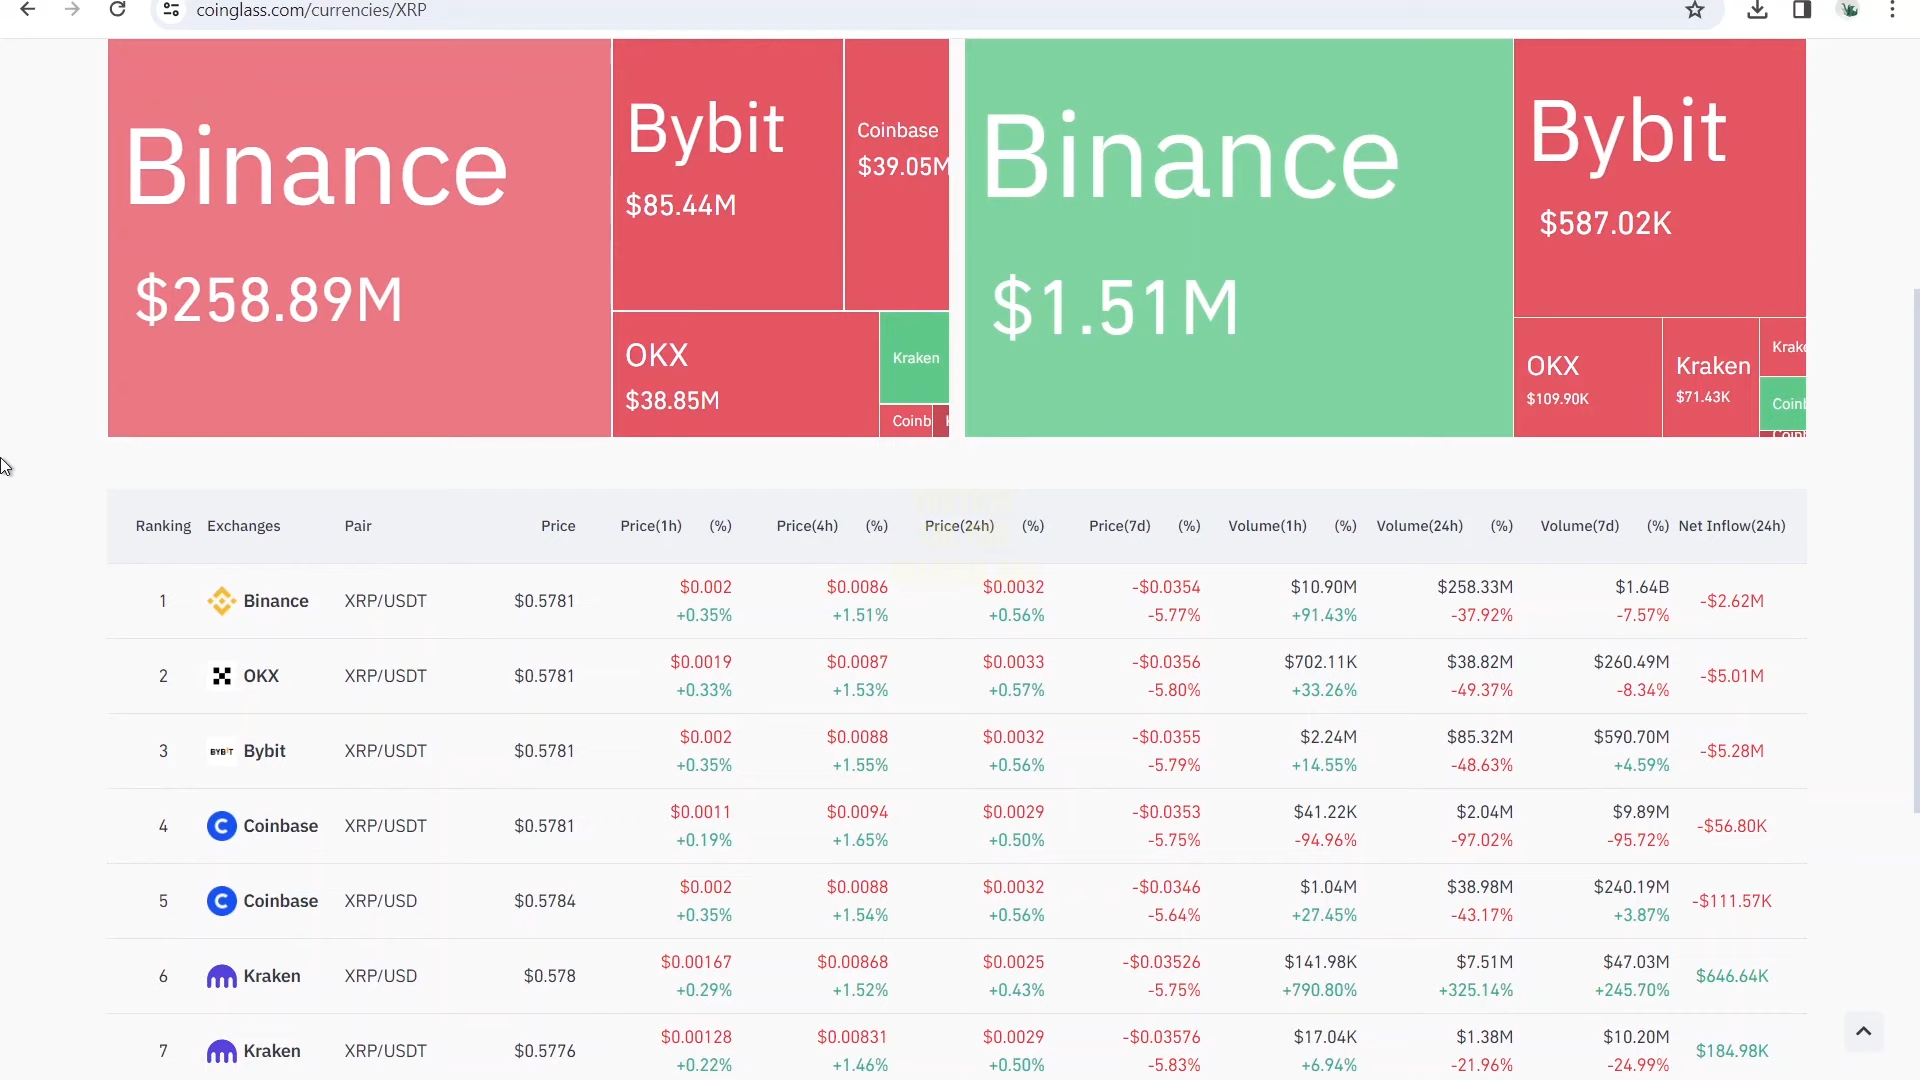 coinglass.com/currencies/XRP
Binance
$258.89M
Bybit
$85.44M
Coinbase
$39.05M
OKX
$38.85M
Kraken
Coinb
Binance
$1.51M
Bybit
$587.02K
OKX
$109.90K
Kraken
$71.43K
Krake
Coinb
Ranking Exchanges Pair Price Price(1h) (%) Price(4h) (%) Price(24h) (%) Price(7d) (%) Volume(1h) (%) Volume(24h) (%) Volume(7d) (%) Net Inflow(24h)
$0.002 $0.0086 $0.0032 -$0.0354 $10.90M $258.33M $1.64B
1 Binance XRP/USDT $0.5781 -$2.62M
+0.35% +1.51% +0.56% -5.77% +91.43% -37.92% -7.57%
$0.0019 $0.0087 $0.0033 -$0.0356 $702.11K $38.82M $260.49M
2 OKX XRP/USDT $0.5781 -$5.01M
+0.33% +1.53% +0.57% -5.80% +33.26% -49.37% -8.34%
$0.002 $0.0088 $0.0032 -$0.0355 $2.24M $85.32M $590.70M
3 BYBIT Bybit XRP/USDT $0.5781 -$5.28M
+0.35% +1.55% +0.56% -5.79% +14.55% -48.63% +4.59%
$0.0011 $0.0094 $0.0029 -$0.0353 $41.22K $2.04M $9.89M
4 Coinbase XRP/USDT $0.5781 -$56.80K
+0.19% +1.65% +0.50% -5.75% -94.96% -97.02% -95.72%
$0.002 $0.0088 $0.0032 -$0.0346 $1.04M $38.98M $240.19M
5 Coinbase XRP/USD $0.5784 -$111.57K
+0.35% +1.54% +0.56% -5.64% +27.45% -43.17% +3.87%
$0.00167 $0.00868 $0.0025 -$0.03526 $141.98K $7.51M $47.03M
6 Kraken XRP/USD $0.578 $646.64K
+0.29% +1.52% +0.43% -5.75% +790.80% +325.14% +245.70%
$0.00128 $0.00831 $0.0029 -$0.03576 $17.04K $1.38M $10.20M
7 Kraken XRP/USDT $0.5776 $184.98K
+0.22% +1.46% +0.50% -5.83% +6.94% -21.96% -24.99%